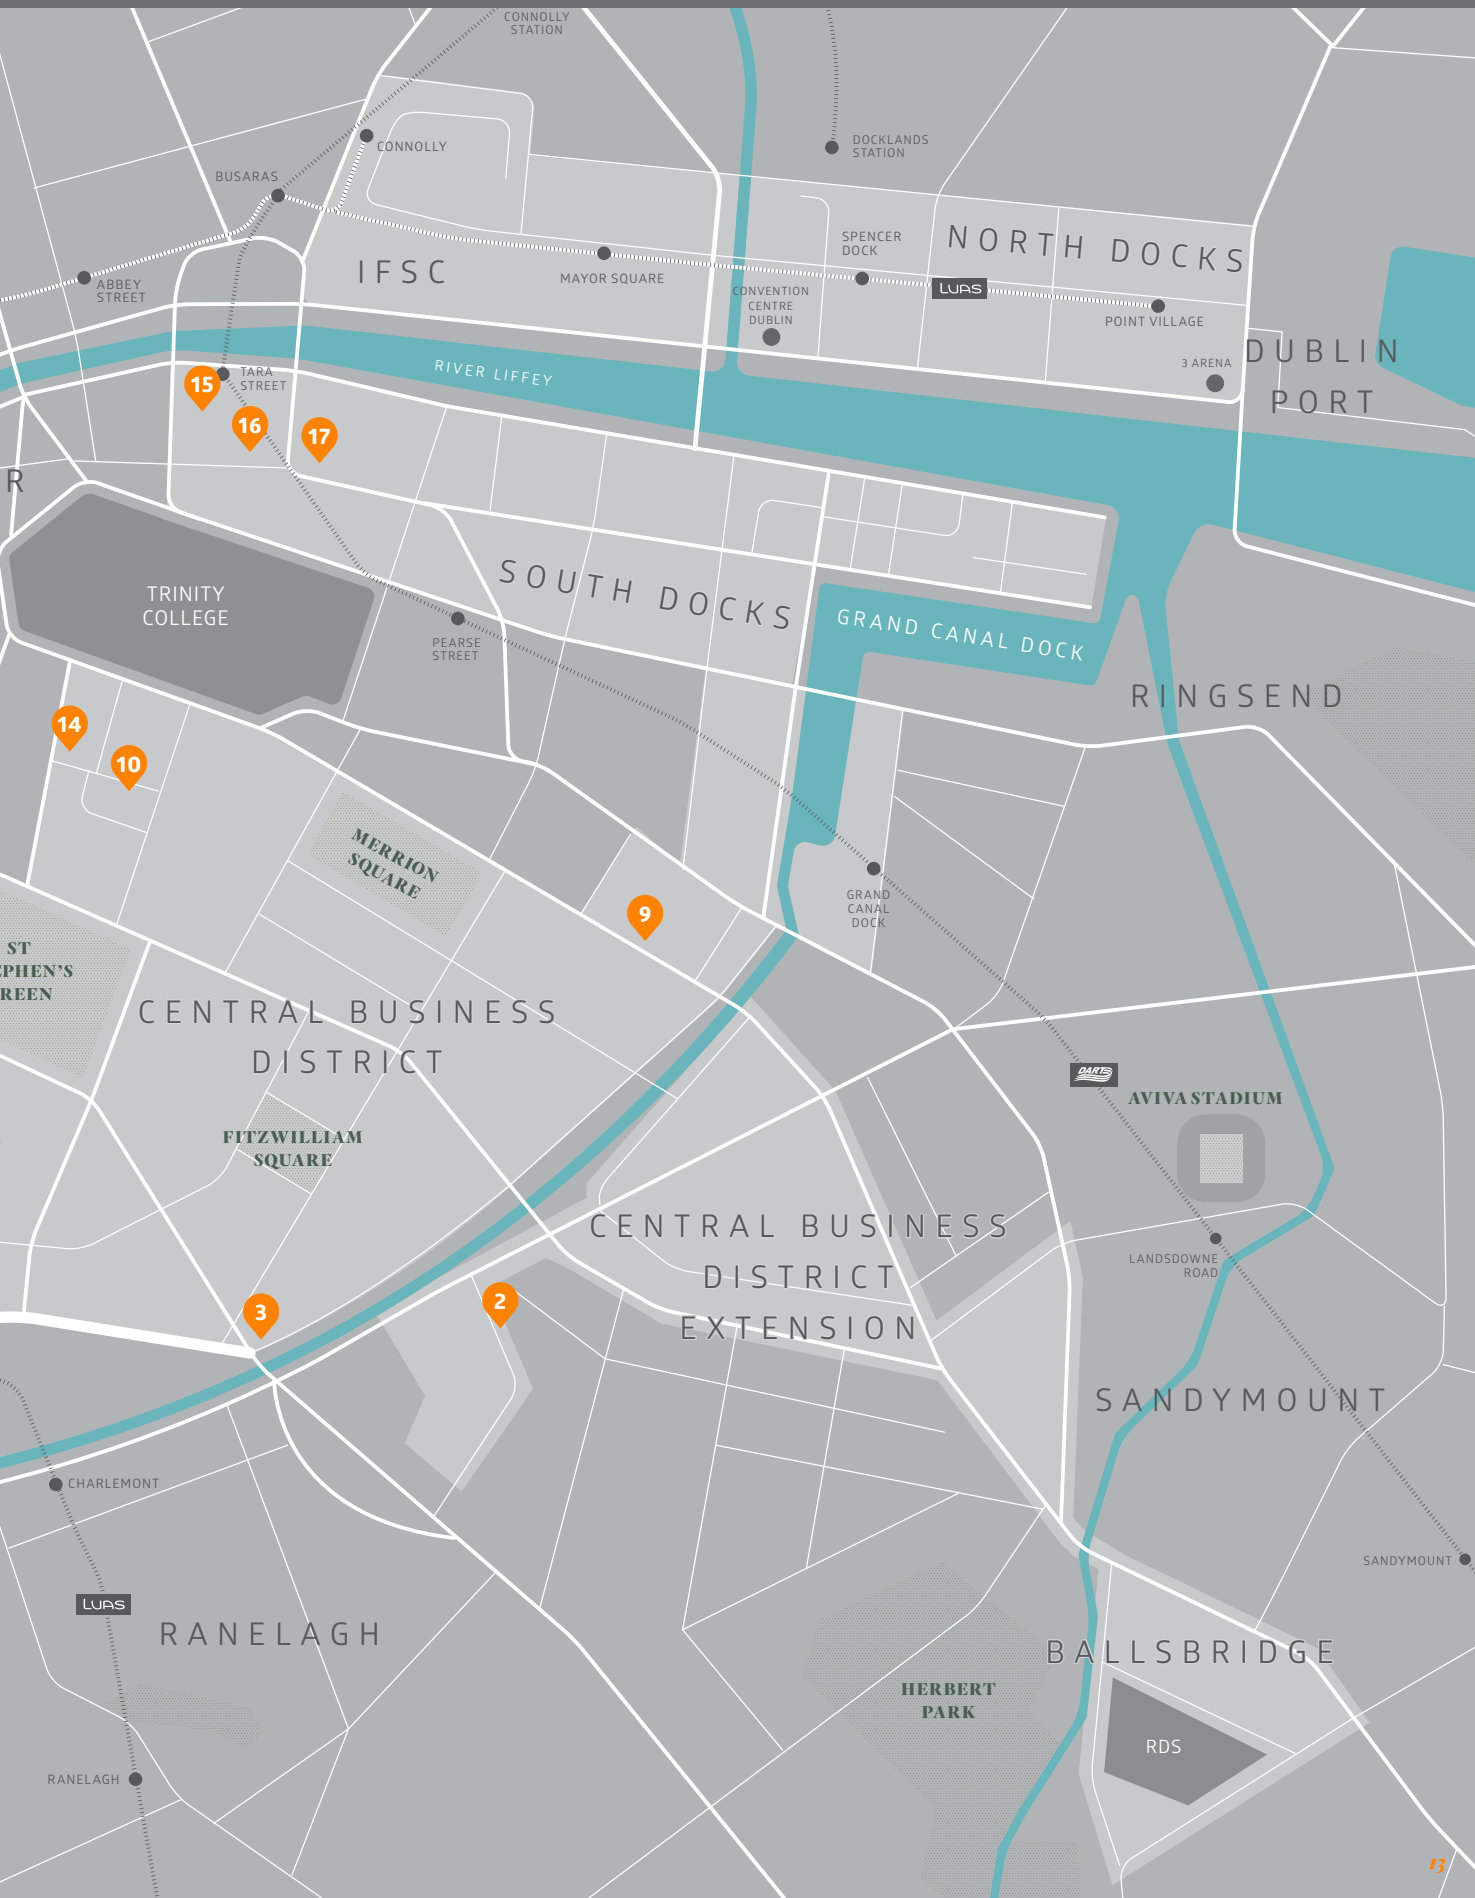 CONNOLLY
STATION
DOCKLANDS
STATION
CONNOLLY
BUSARAS
NORTH DOCKS
SPENCER
DOCK
IFSC
MAYOR SQUARE
ABBEY
STREET
CONVENTION
CENTRE
DUBLIN
LUAS
POINT VILLAGE
DUBLIN
PORT
3 ARENA
RIVER LIFFEY
TARA
STREET
15
16
17
R
SOUTH DOCKS
TRINITY
COLLEGE
GRAND CANAL DOCK
PEARSE
STREET
RINGSEND
14
10
MERRION
SQUARE
9
GRAND
CANAL
DOCK
ST
EPHEN'S
REEN
CENTRAL BUSINESS
DISTRICT
DART
AVIVA STADIUM
FITZWILLIAM
SQUARE
CENTRAL BUSINESS
DISTRICT
EXTENSION
LANDSDOWNE
ROAD
2
3
SANDYMOUNT
CHARLEMONT
SANDYMOUNT
LUAS
RANELAGH
BALLSBRIDGE
HERBERT
PARK
RDS
RANELAGH
13